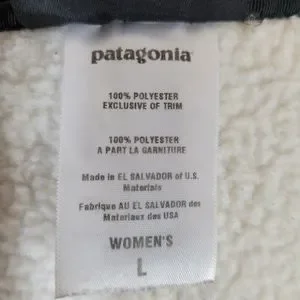 patagonia
100% POLYESTER
EXCLUSIVE OF TRIM
100% POLYESTER
A PART LA GARNITURE
Made in EL SALVADOR of U.S.
Materials
Fabrique AU EL SALVADOR des
Materiaux des USA
WOMEN'S
L